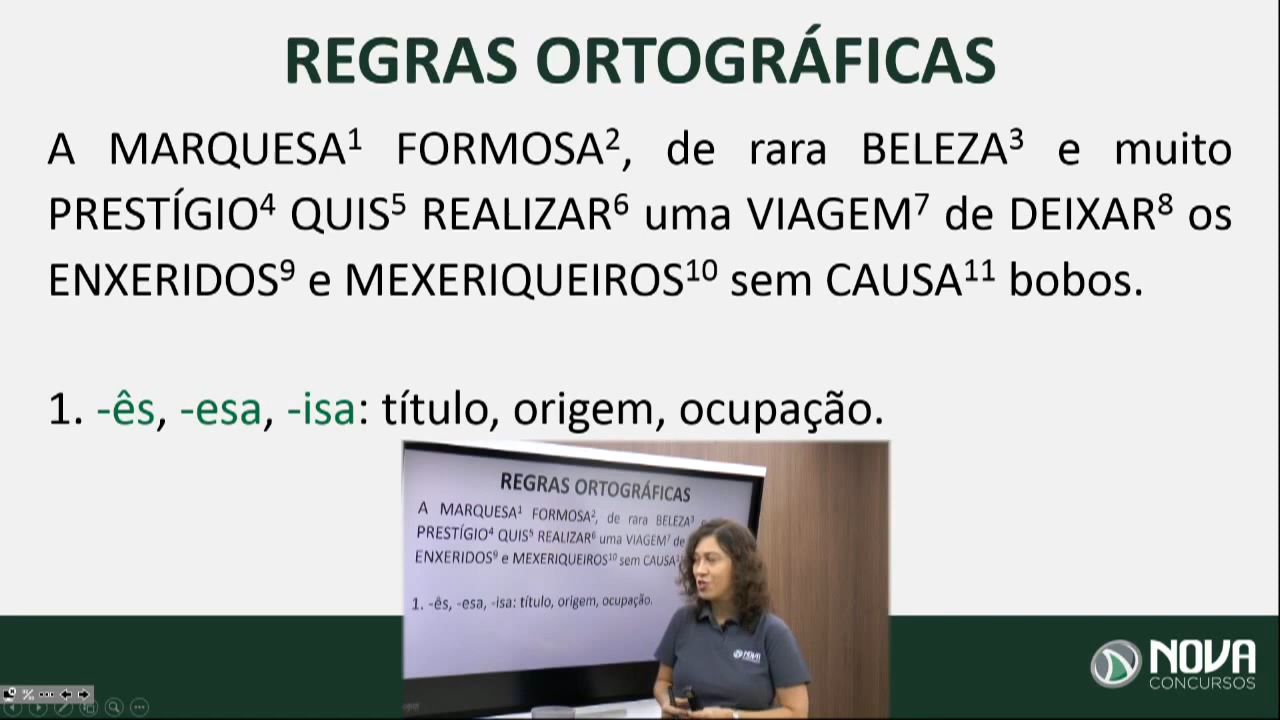 REGRAS ORTOGRÁFICAS
A MARQUESA¹ FORMOSA², de rara BELEZA³ e muito
PRESTÍGIO⁴ QUIS⁵ REALIZAR⁶ uma VIAGEM⁷ de DEIXAR⁸ os
ENXERIDOS⁹ e MEXERIQUEIROS¹⁰ sem CAUSA¹¹ bobos.
1. -ês, -esa, -isa: título, origem, ocupação.
REGRAS ORTOGRÁFICAS
A MARQUESA¹ FORMOSA², de rara BELEZA³
PRESTÍGIO⁴ QUIS⁵ REALIZAR⁶ uma VIAGEM⁷ de
ENXERIDOS⁹ e MEXERIQUEIROS¹⁰ sem CAUSA
1. -ês, -esa, -isa: título, origem, ocupação.
NOVA
NOVA
CONCURSOS